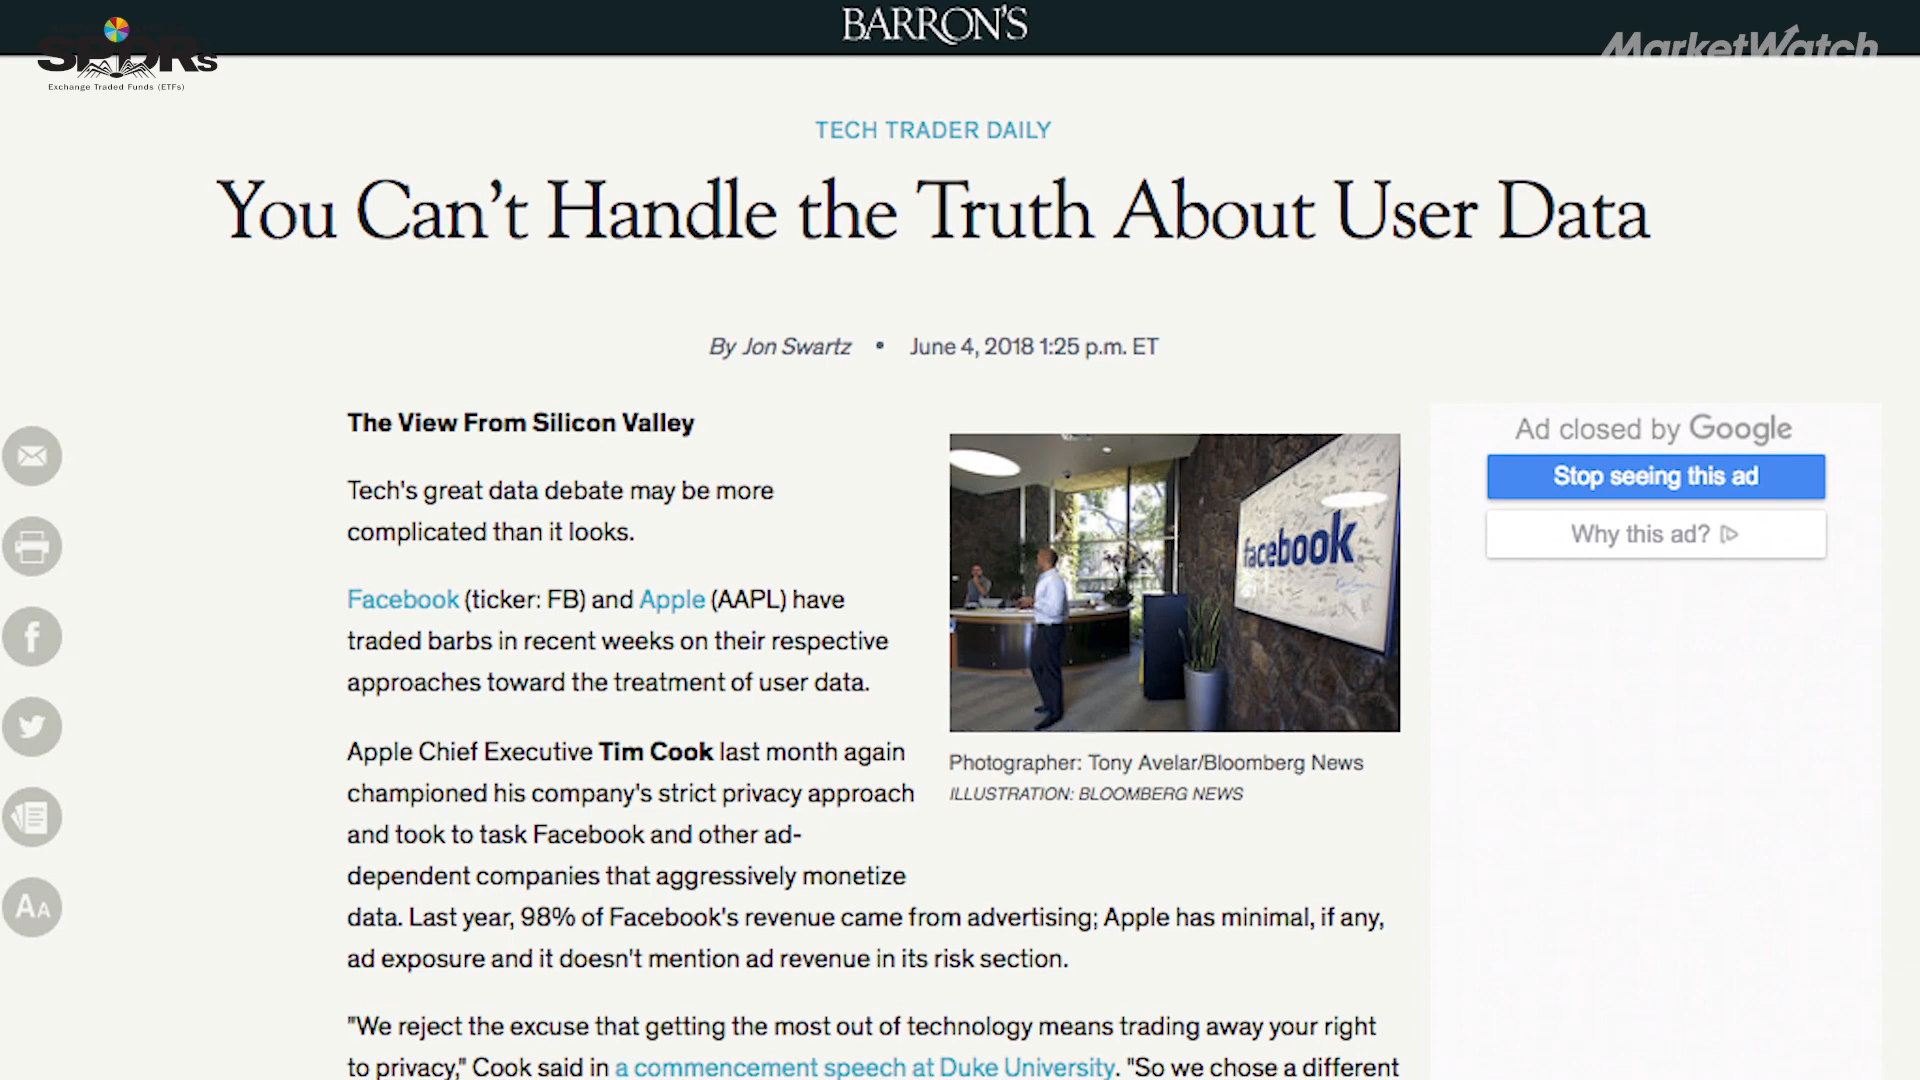 BARRON'S
SPDRs
Exchange Traded Funds (ETFs)
MarketWatch
TECH TRADER DAILY
You Can't Handle the Truth About User Data
By Jon Swartz • June 4, 2018 1:25 p.m. ET
The View From Silicon Valley
Tech's great data debate may be more
complicated than it looks.
Facebook (ticker: FB) and Apple (AAPL) have
traded barbs in recent weeks on their respective
approaches toward the treatment of user data.
Apple Chief Executive Tim Cook last month again
championed his company's strict privacy approach
and took to task Facebook and other ad-
dependent companies that aggressively monetize
data. Last year, 98% of Facebook's revenue came from advertising; Apple has minimal, if any,
ad exposure and it doesn't mention ad revenue in its risk section.
"We reject the excuse that getting the most out of technology means trading away your right
to privacy," Cook said in a commencement speech at Duke University. "So we chose a different
facebook
Photographer: Tony Avelar/Bloomberg News
ILLUSTRATION: BLOOMBERG NEWS
Ad closed by Google
Stop seeing this ad
Why this ad?
f
AA